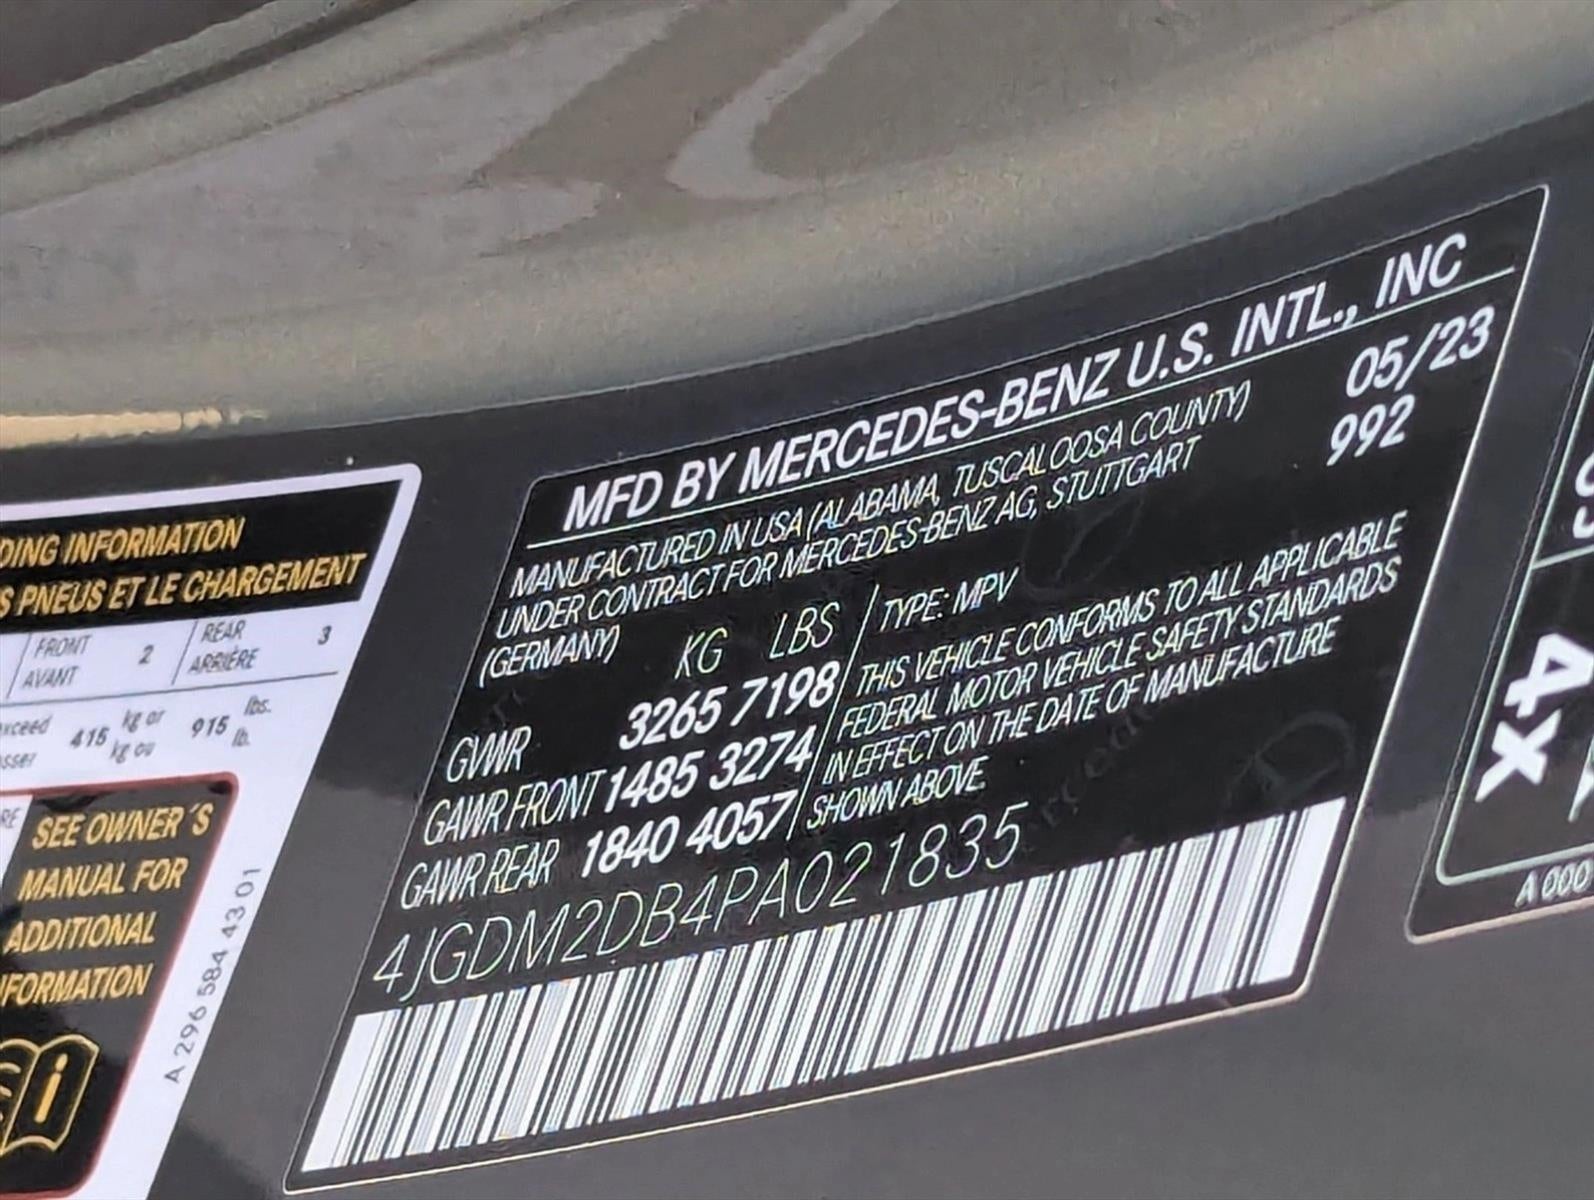 MFD BY MERCEDES-BENZ U.S. INTL., INC
MANUFACTURED IN USA (ALABAMA, TUSCALOOSA COUNTY) 05/23
UNDER CONTRACT FOR MERCEDES-BENZ AG, STUTTGART 992
(GERMANY) KG LBS TYPE: MPV
GVWR 3265 7198 THIS VEHICLE CONFORMS TO ALL APPLICABLE
GAWR FRONT 1485 3274 FEDERAL MOTOR VEHICLE SAFETY STANDARDS
GAWR REAR 1840 4057 IN EFFECT ON THE DATE OF MANUFACTURE
SHOWN ABOVE.
4JGDM2DB4PA021835
DING INFORMATION
S PNEUS ET LE CHARGEMENT
FRONT 2 REAR 3
AVANT ARRIÈRE
xceed 415 kg or 915 lbs.
sser kg ou lb.
RE
SEE OWNER'S
MANUAL FOR
ADDITIONAL
NFORMATION
i
A 296 584 43 01
4x
A 000